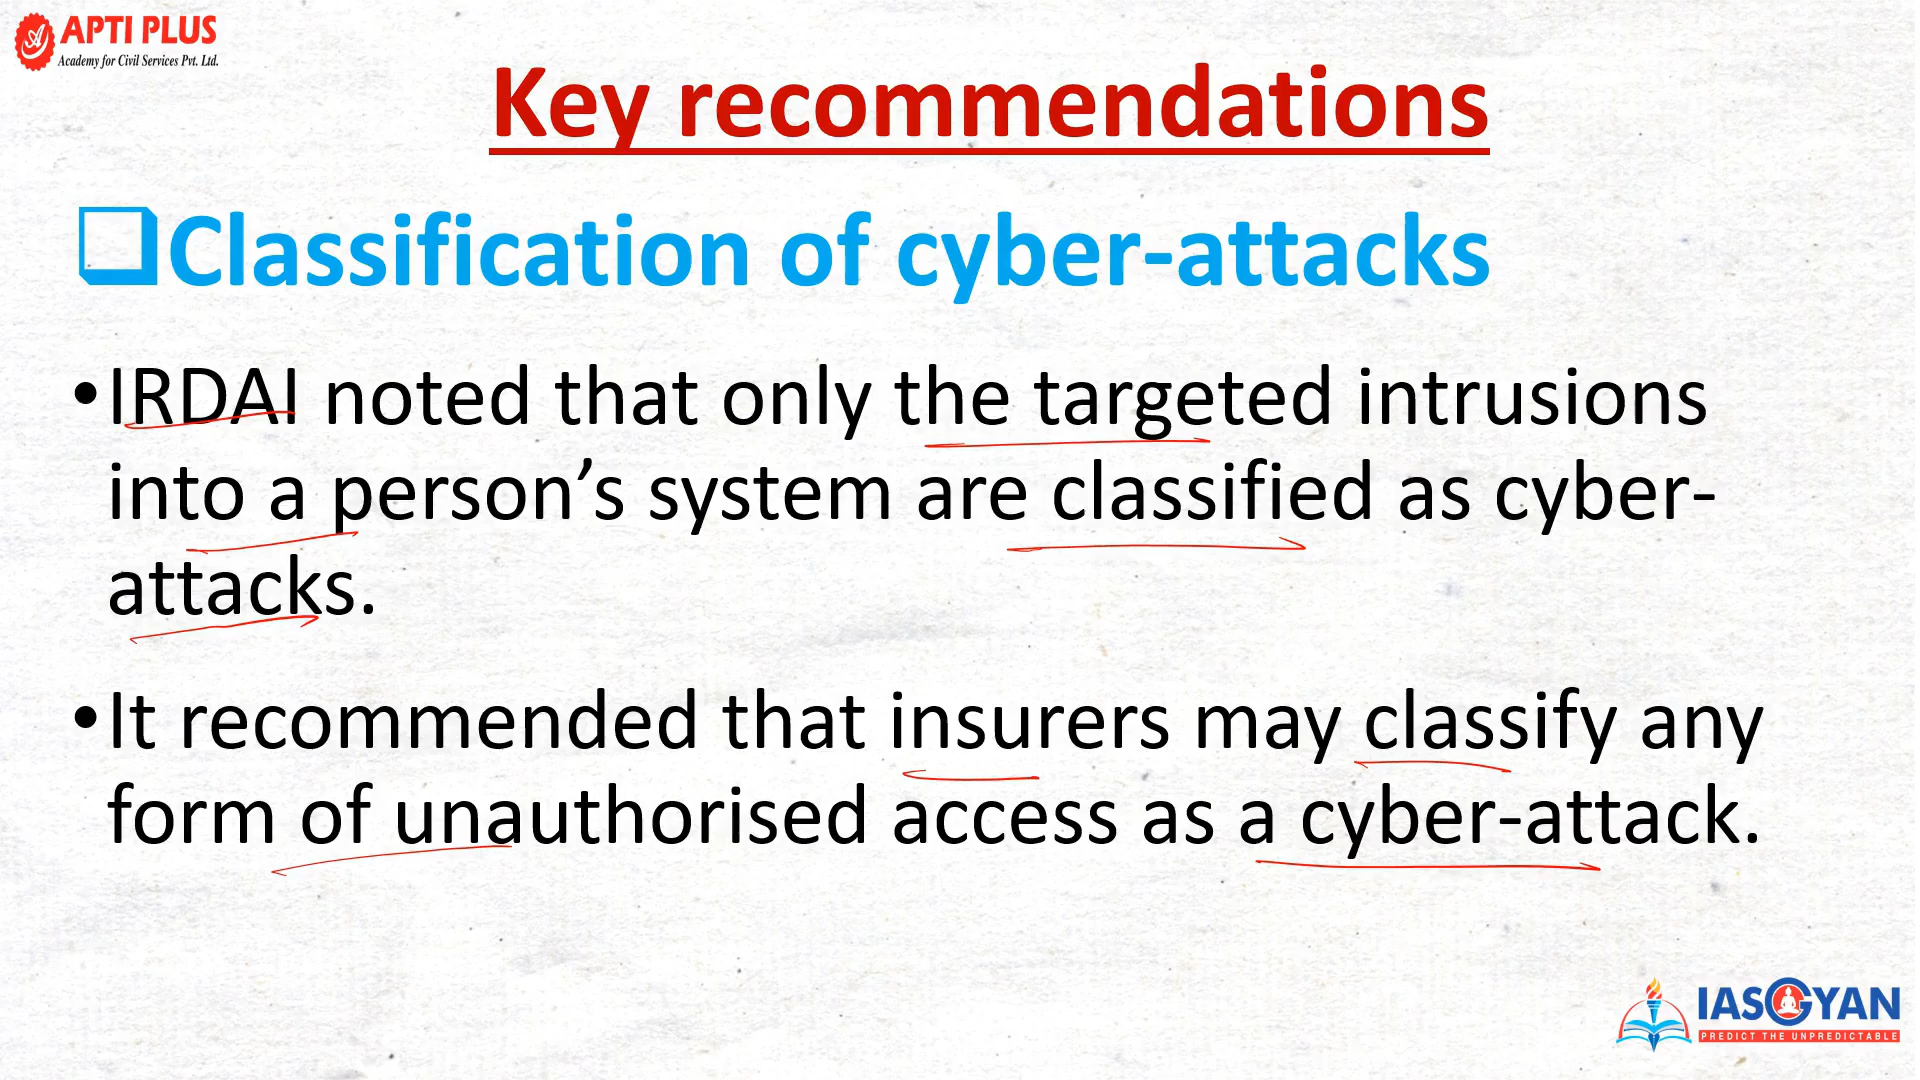 APTI PLUS
Academy for Civil Services Pvt. Ltd.
Key recommendations
Classification of cyber-attacks
•IRDAI noted that only the targeted intrusions
into a person’s system are classified as cyber-
attacks.
•It recommended that insurers may classify any
form of unauthorised access as a cyber-attack.
IASGYAN
PREDICT THE UNPREDICTABLE